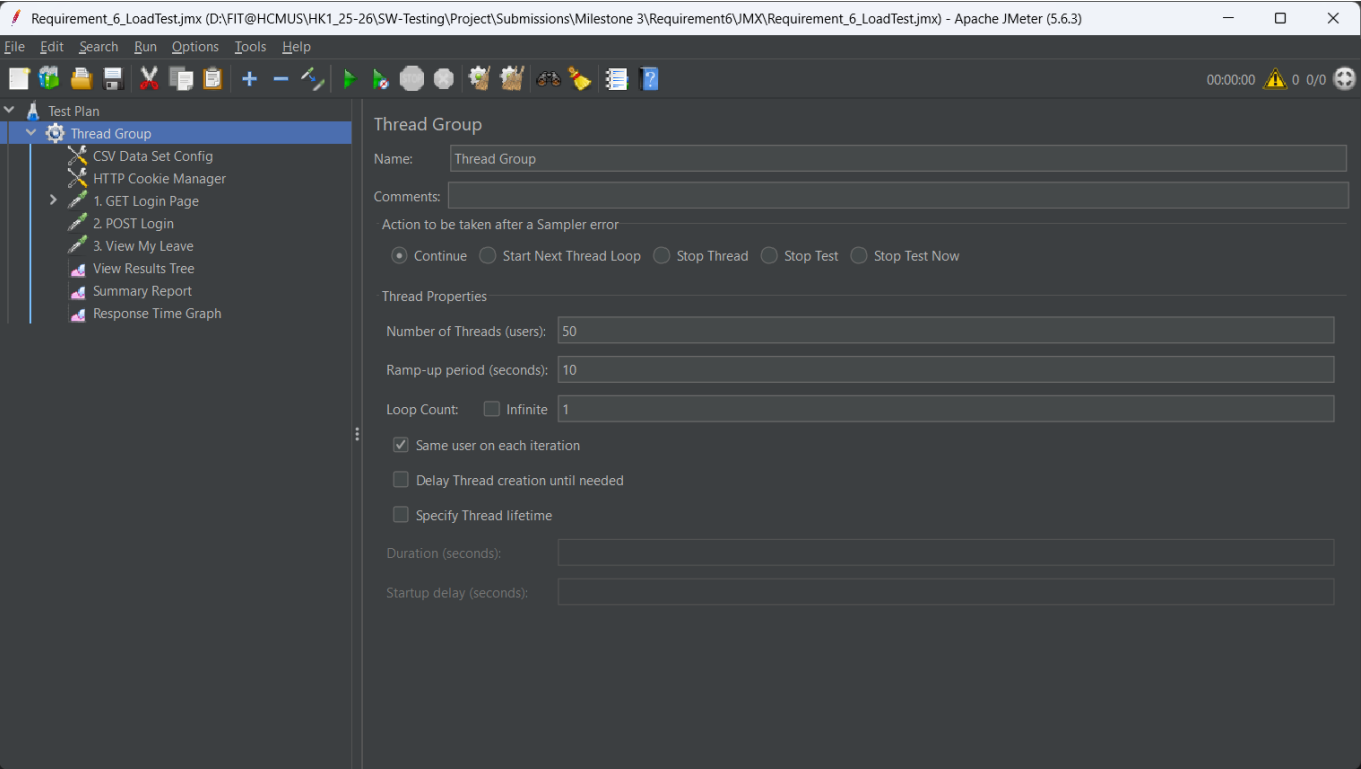 Requirement_6_LoadTest.jmx (D:\FIT@HCMUS\HK1_25-26\SW-Testing\Project\Submissions\Milestone 3\Requirement6\JMX\Requirement_6_LoadTest.jmx) - Apache JMeter (5.6.3)
File Edit Search Run Options Tools Help
00:00:00 0 0/0
Test Plan
Thread Group
CSV Data Set Config
HTTP Cookie Manager
1. GET Login Page
2. POST Login
3. View My Leave
View Results Tree
Summary Report
Response Time Graph
Thread Group
Name: Thread Group
Comments:
Action to be taken after a Sampler error
Continue Start Next Thread Loop Stop Thread Stop Test Stop Test Now
Thread Properties
Number of Threads (users): 50
Ramp-up period (seconds): 10
Loop Count: Infinite 1
Same user on each iteration
Delay Thread creation until needed
Specify Thread lifetime
Duration (seconds):
Startup delay (seconds):